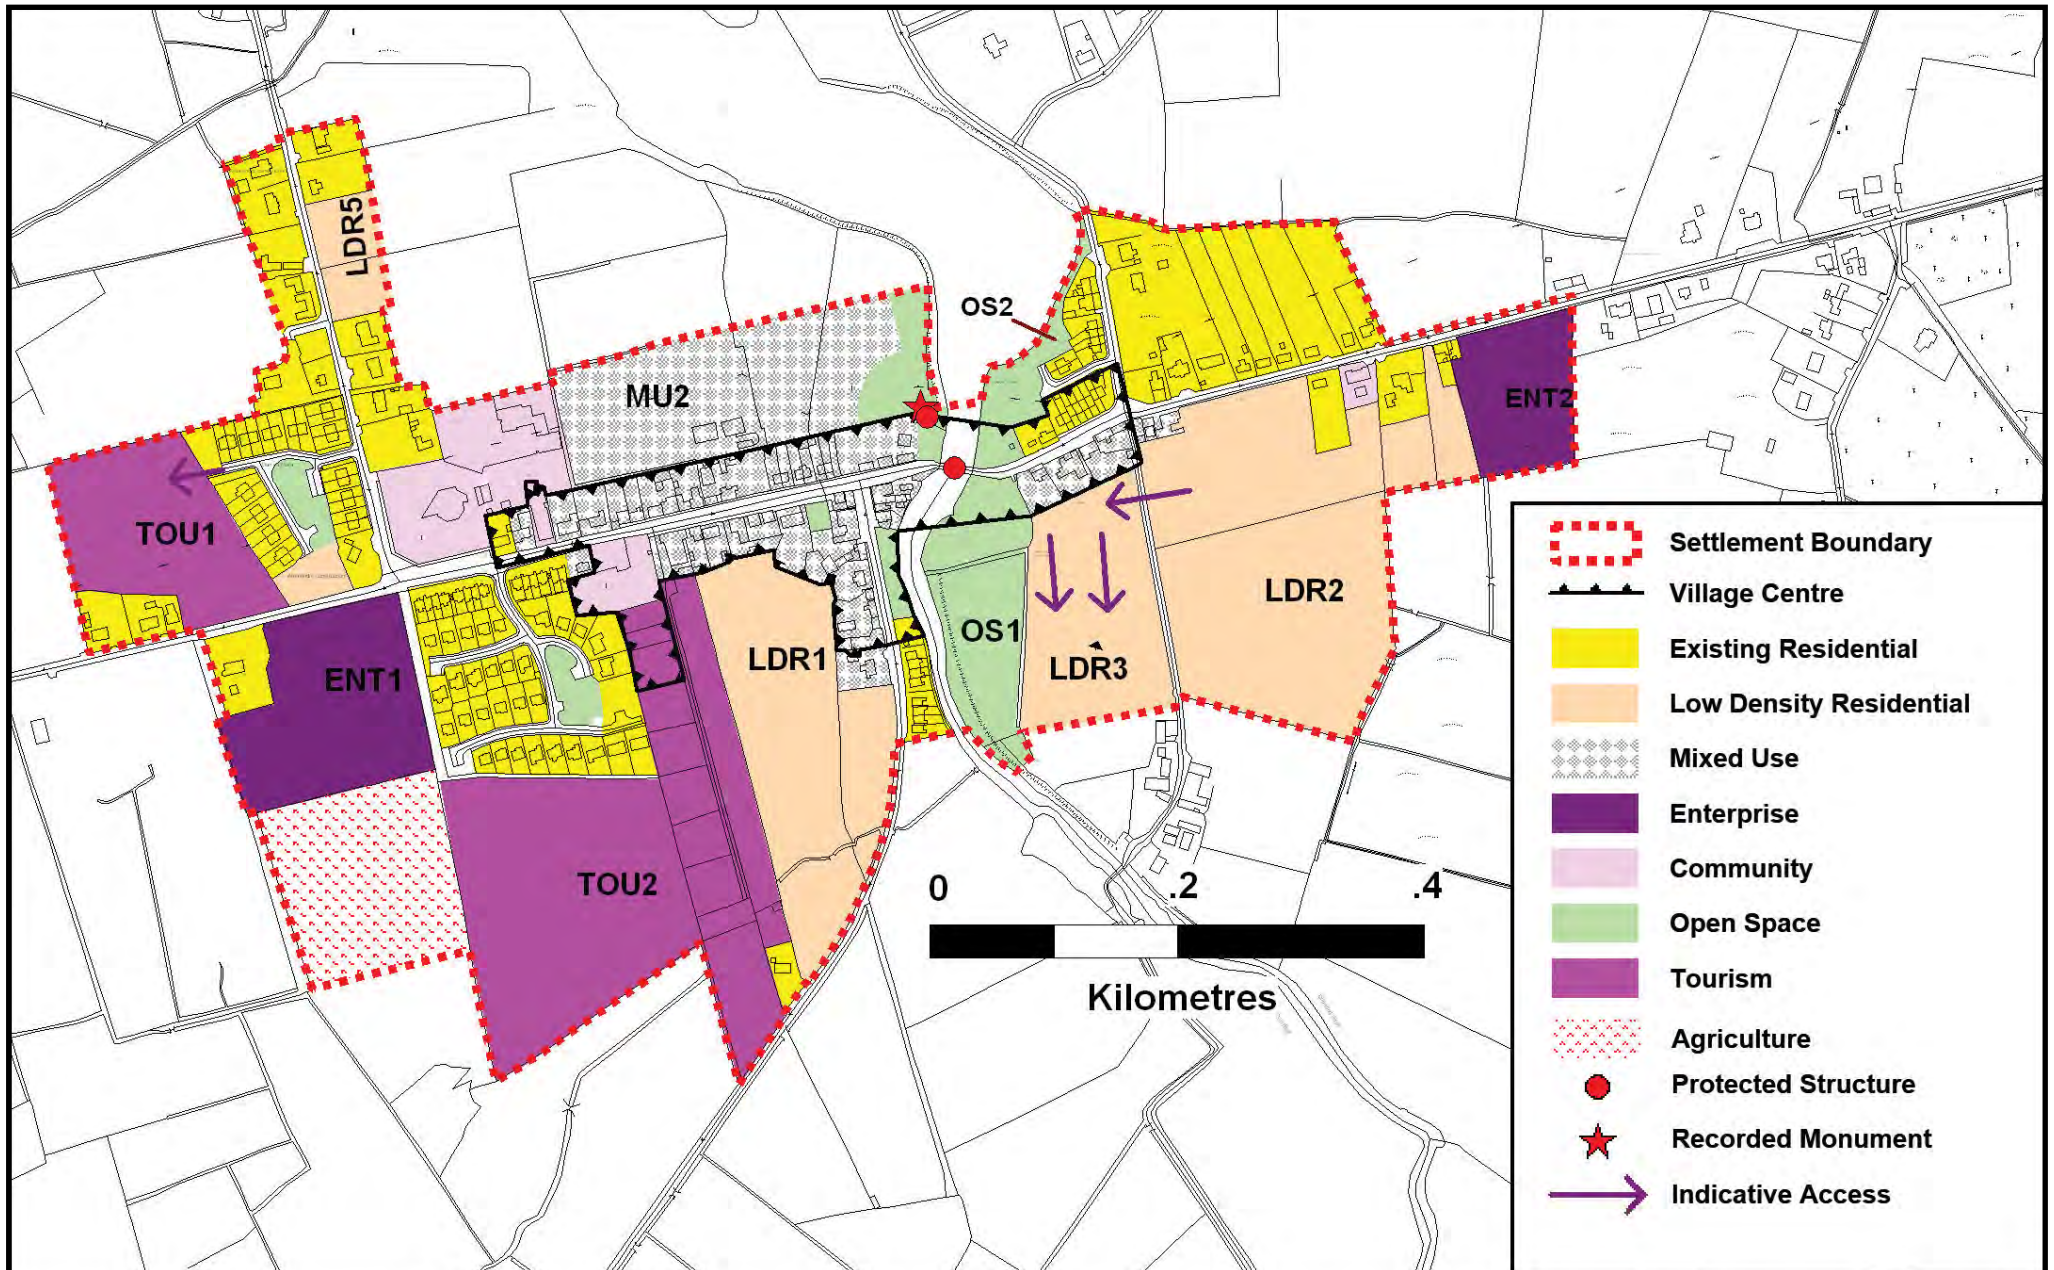 LDR5
OS2
MU2
ENT2
TOU1
LDR2
OS1
LDR1
LDR3
ENT1
TOU2
0 .2 .4
Kilometres
Settlement Boundary
Village Centre
Existing Residential
Low Density Residential
Mixed Use
Enterprise
Community
Open Space
Tourism
Agriculture
Protected Structure
Recorded Monument
Indicative Access